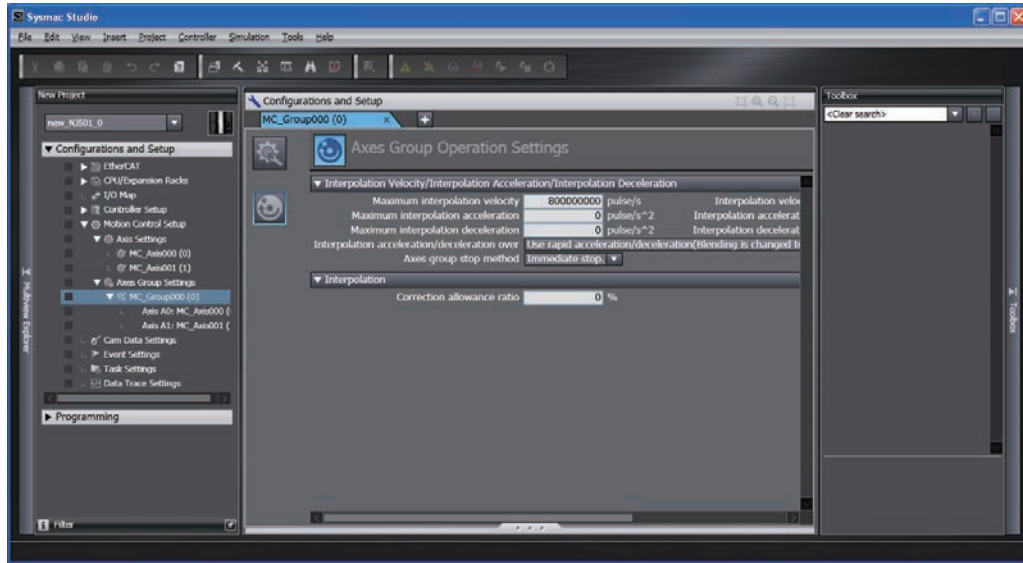 Sysmac Studio
File Edit View Insert Project Controller Simulation Tools Help
New Project
new_NJ501_0
Configurations and Setup
EtherCAT
CPU/Expansion Racks
I/O Map
Controller Setup
Motion Control Setup
Axis Settings
MC_Axis000 (0)
MC_Axis001 (1)
Axes Group Settings
MC_Group000 (0)
Axis A0: MC_Axis000 (
Axis A1: MC_Axis001 (
Cam Data Settings
Event Settings
Task Settings
Data Trace Settings
Programming
Filter
Multiview Explorer
Configurations and Setup
MC_Group000 (0) × +
Axes Group Operation Settings
Interpolation Velocity/Interpolation Acceleration/Interpolation Deceleration
Maximum interpolation velocity 800000000 pulse/s Interpolation velo
Maximum interpolation acceleration 0 pulse/s^2 Interpolation accelerat
Maximum interpolation deceleration 0 pulse/s^2 Interpolation decelerat
Interpolation acceleration/deceleration over Use rapid acceleration/deceleration(Blending is changed t
Axes group stop method Immediate stop.
Interpolation
Correction allowance ratio 0 %
Toolbox
<Clear search>
Toolbox